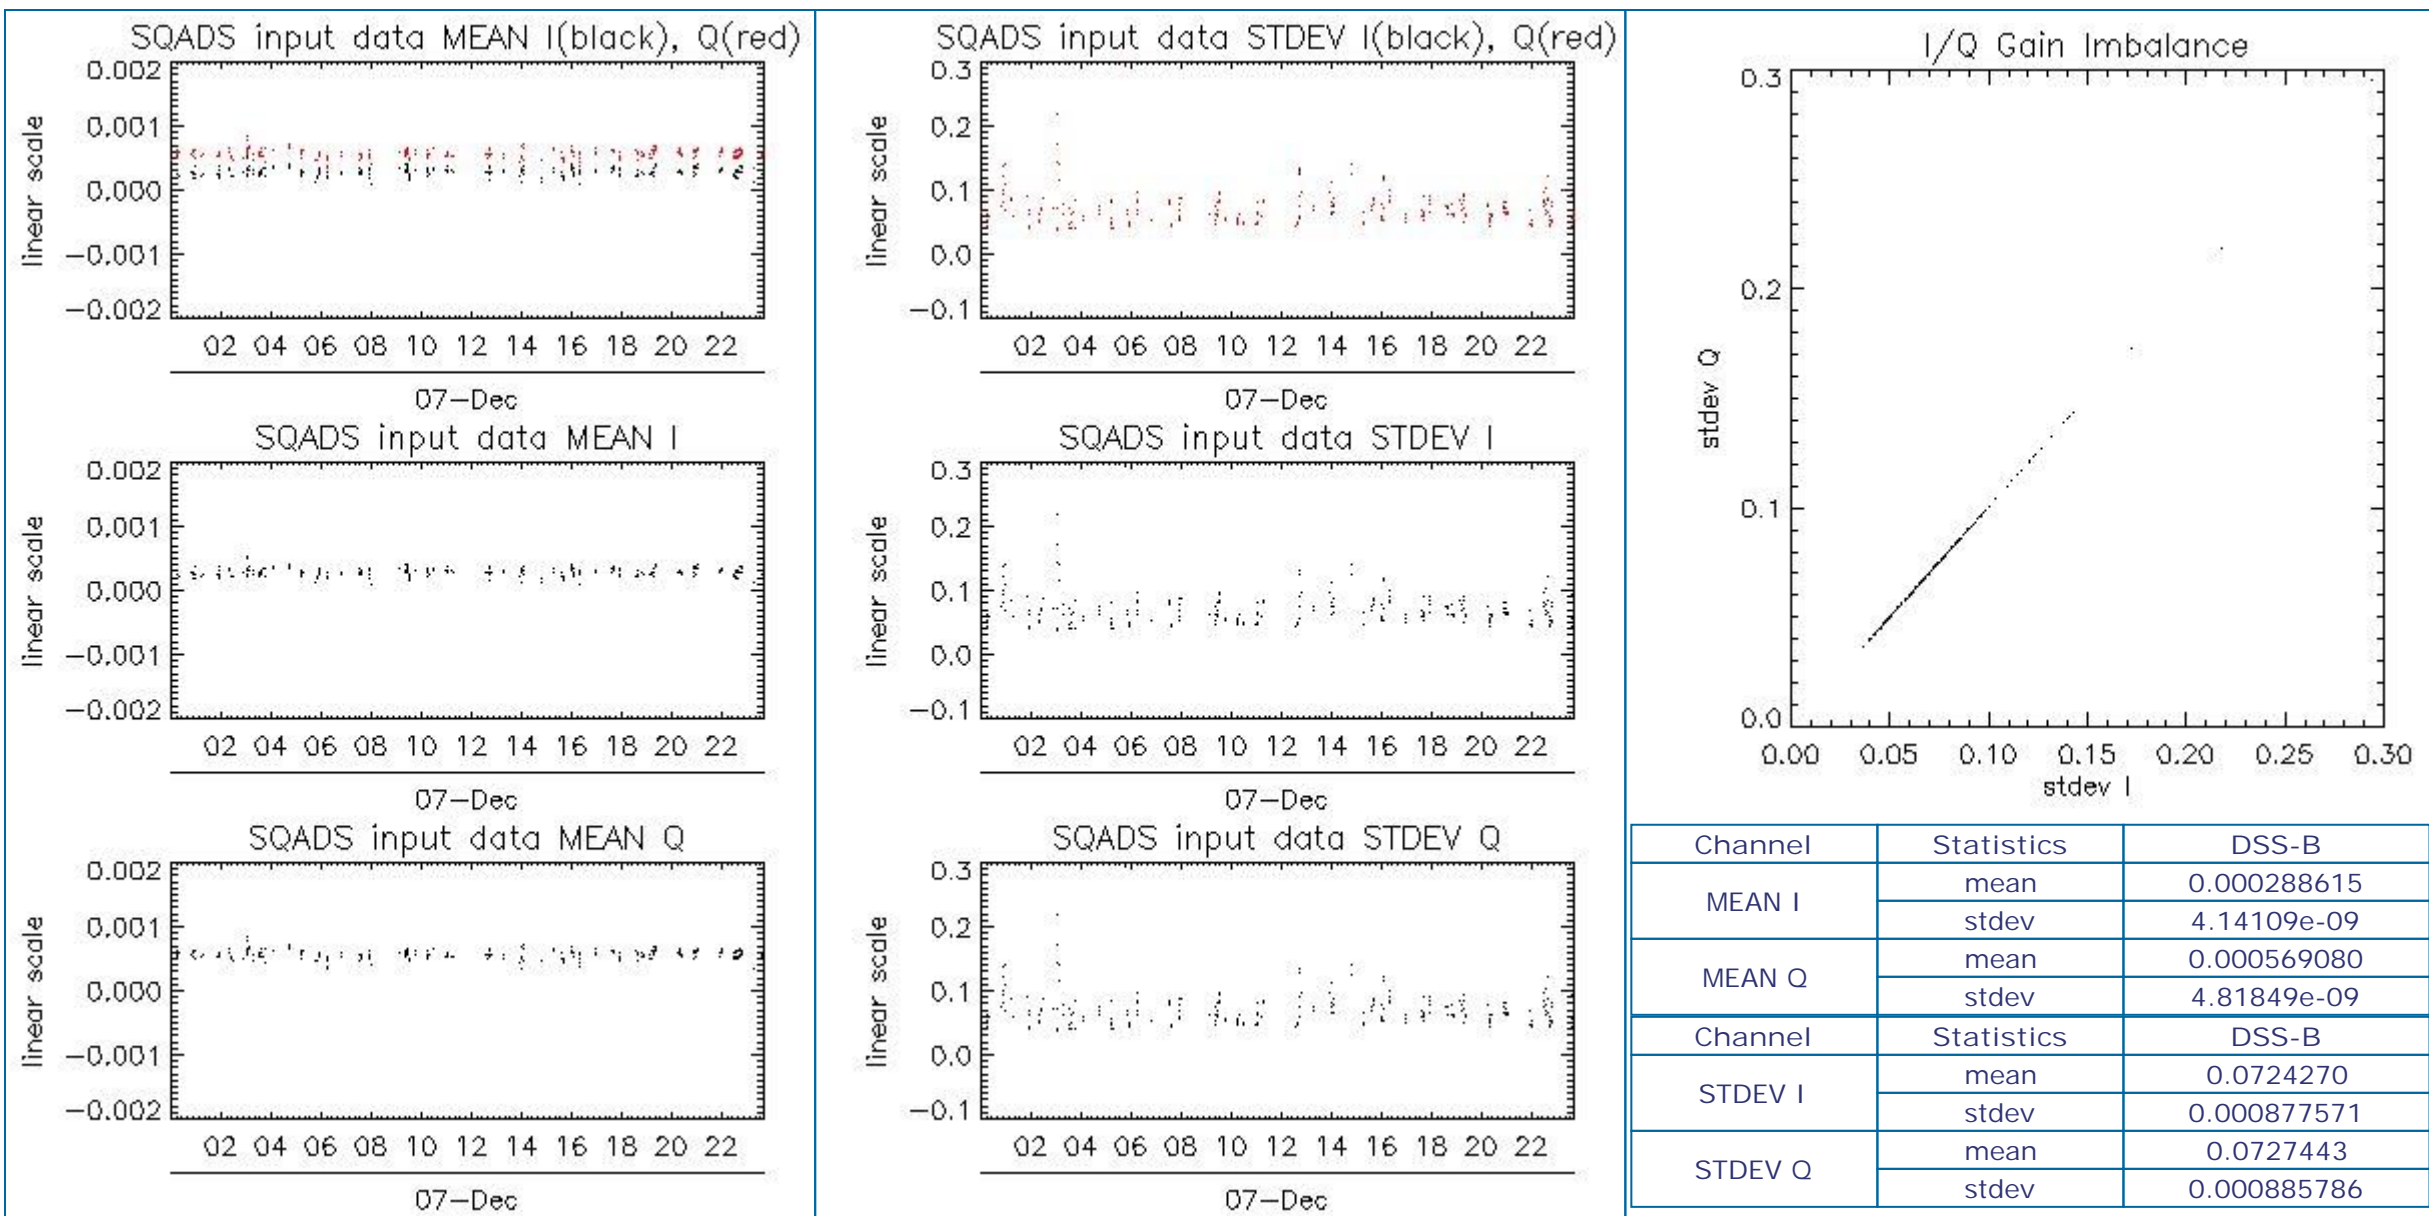 SQADS input data MEAN I(black), Q(red)
0.002
0.001
0.000
-0.001
-0.002
linear scale
02 04 06 08 10 12 14 16 18 20 22
07-Dec
SQADS input data MEAN I
0.002
0.001
0.000
-0.001
-0.002
linear scale
02 04 06 08 10 12 14 16 18 20 22
07-Dec
SQADS input data MEAN Q
0.002
0.001
0.000
-0.001
-0.002
linear scale
02 04 06 08 10 12 14 16 18 20 22
07-Dec
SQADS input data STDEV I(black), Q(red)
0.3
0.2
0.1
0.0
-0.1
linear scale
02 04 06 08 10 12 14 16 18 20 22
07-Dec
SQADS input data STDEV I
0.3
0.2
0.1
0.0
-0.1
linear scale
02 04 06 08 10 12 14 16 18 20 22
07-Dec
SQADS input data STDEV Q
0.3
0.2
0.1
0.0
-0.1
linear scale
02 04 06 08 10 12 14 16 18 20 22
07-Dec
I/Q Gain Imbalance
0.3
0.2
0.1
0.0
stdev Q
0.00 0.05 0.10 0.15 0.20 0.25 0.30
stdev I
Channel Statistics DSS-B
MEAN I mean 0.000288615
stdev 4.14109e-09
MEAN Q mean 0.000569080
stdev 4.81849e-09
Channel Statistics DSS-B
STDEV I mean 0.0724270
stdev 0.000877571
STDEV Q mean 0.0727443
stdev 0.000885786